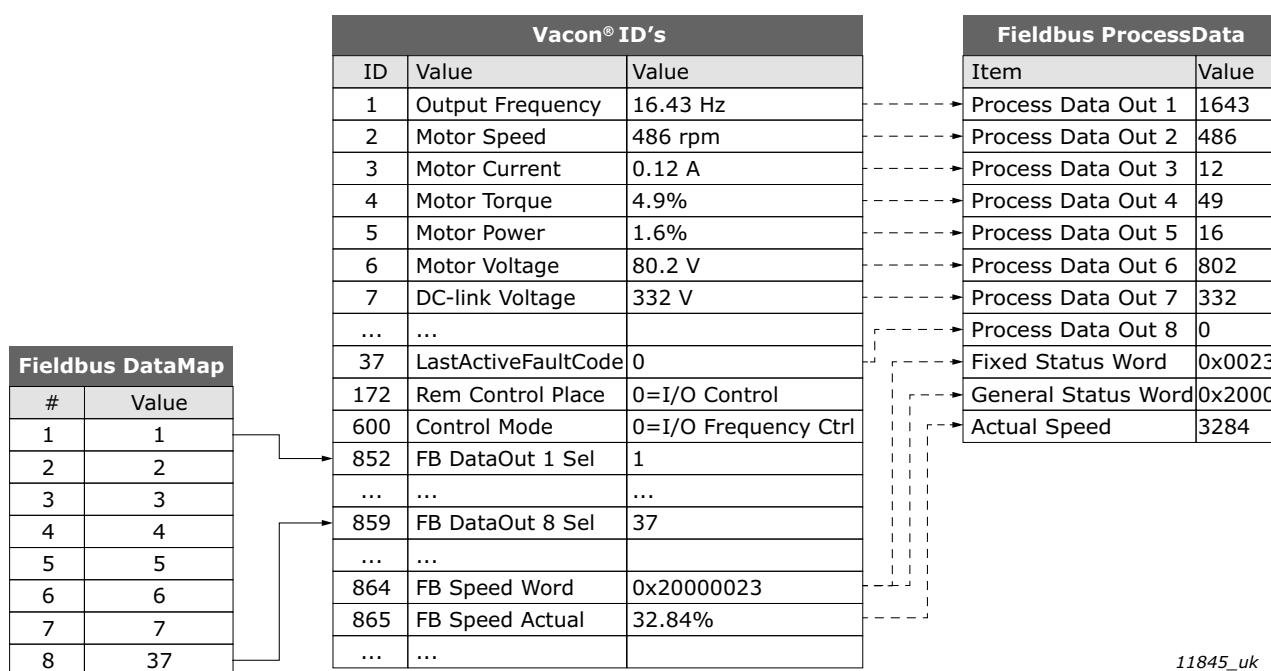 Vacon® ID's
ID Value Value
1 Output Frequency 16.43 Hz
2 Motor Speed 486 rpm
3 Motor Current 0.12 A
4 Motor Torque 4.9%
5 Motor Power 1.6%
6 Motor Voltage 80.2 V
7 DC-link Voltage 332 V
... ...
37 LastActiveFaultCode 0
172 Rem Control Place 0=I/O Control
600 Control Mode 0=I/O Frequency Ctrl
852 FB DataOut 1 Sel 1
... ... ...
859 FB DataOut 8 Sel 37
... ...
864 FB Speed Word 0x20000023
865 FB Speed Actual 32.84%
... ...
Fieldbus ProcessData
Item Value
Process Data Out 1 1643
Process Data Out 2 486
Process Data Out 3 12
Process Data Out 4 49
Process Data Out 5 16
Process Data Out 6 802
Process Data Out 7 332
Process Data Out 8 0
Fixed Status Word 0x0023
General Status Word 0x2000
Actual Speed 3284
Fieldbus DataMap
# Value
1 1
2 2
3 3
4 4
5 5
6 6
7 7
8 37
11845_uk